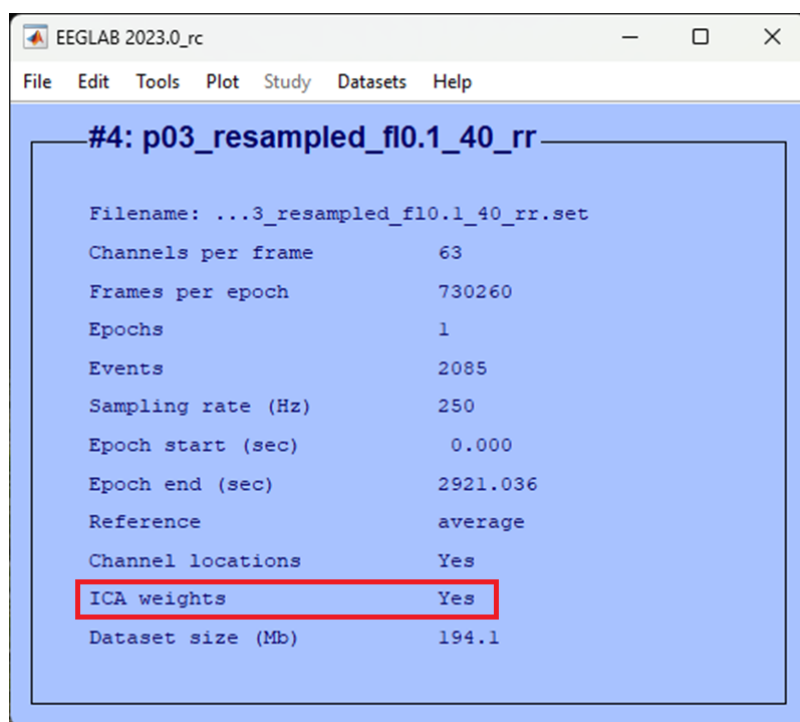 EEGLAB 2023.0_rc
File Edit Tools Plot Study Datasets Help
#4: p03_resampled_fl0.1_40_rr
Filename: ...3_resampled_fl0.1_40_rr.set
Channels per frame 63
Frames per epoch 730260
Epochs 1
Events 2085
Sampling rate (Hz) 250
Epoch start (sec) 0.000
Epoch end (sec) 2921.036
Reference average
Channel locations Yes
ICA weights Yes
Dataset size (Mb) 194.1